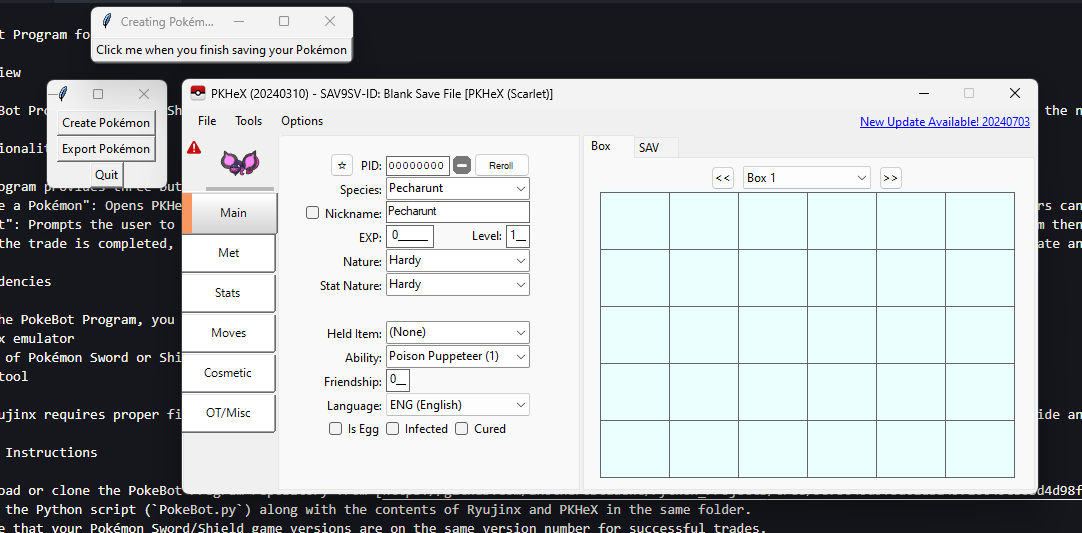 t Program fo
iew
Bot Pro
Sh
the n
ionalit
ogram provides three but
e a Pokémon": Opens PKHe
rs can
t": Prompts the user to
m then
the trade is completed,
ate an
dencies
he PokeBot Program, you
x emulator
of Pokémon Sword or Shi
tool
ujinx requires proper fi
ide an
Instructions
oad or clone the PokeBot
d4d98f
the Python script (`PokeBot.py`) along with the contents of Ryujinx and PKHeX in the same folder.
e that your Pokémon Sword/Shield game versions are on the same version number for successful trades.
Creating Pokém...
Click me when you finish saving your Pokémon
Create Pokémon
Export Pokémon
Quit
PKHeX (20240310) - SAV9SV-ID: Blank Save File [PKHeX (Scarlet)]
File Tools Options
New Update Available! 20240703
Main
Met
Stats
Moves
Cosmetic
OT/Misc
☆ PID: 00000000 Reroll
Species: Pecharunt
Nickname: Pecharunt
EXP: 0_____ Level: 1__
Nature: Hardy
Stat Nature: Hardy
Held Item: (None)
Ability: Poison Puppeteer (1)
Friendship: 0__
Language: ENG (English)
Is Egg Infected Cured
Box SAV
<< Box 1 >>